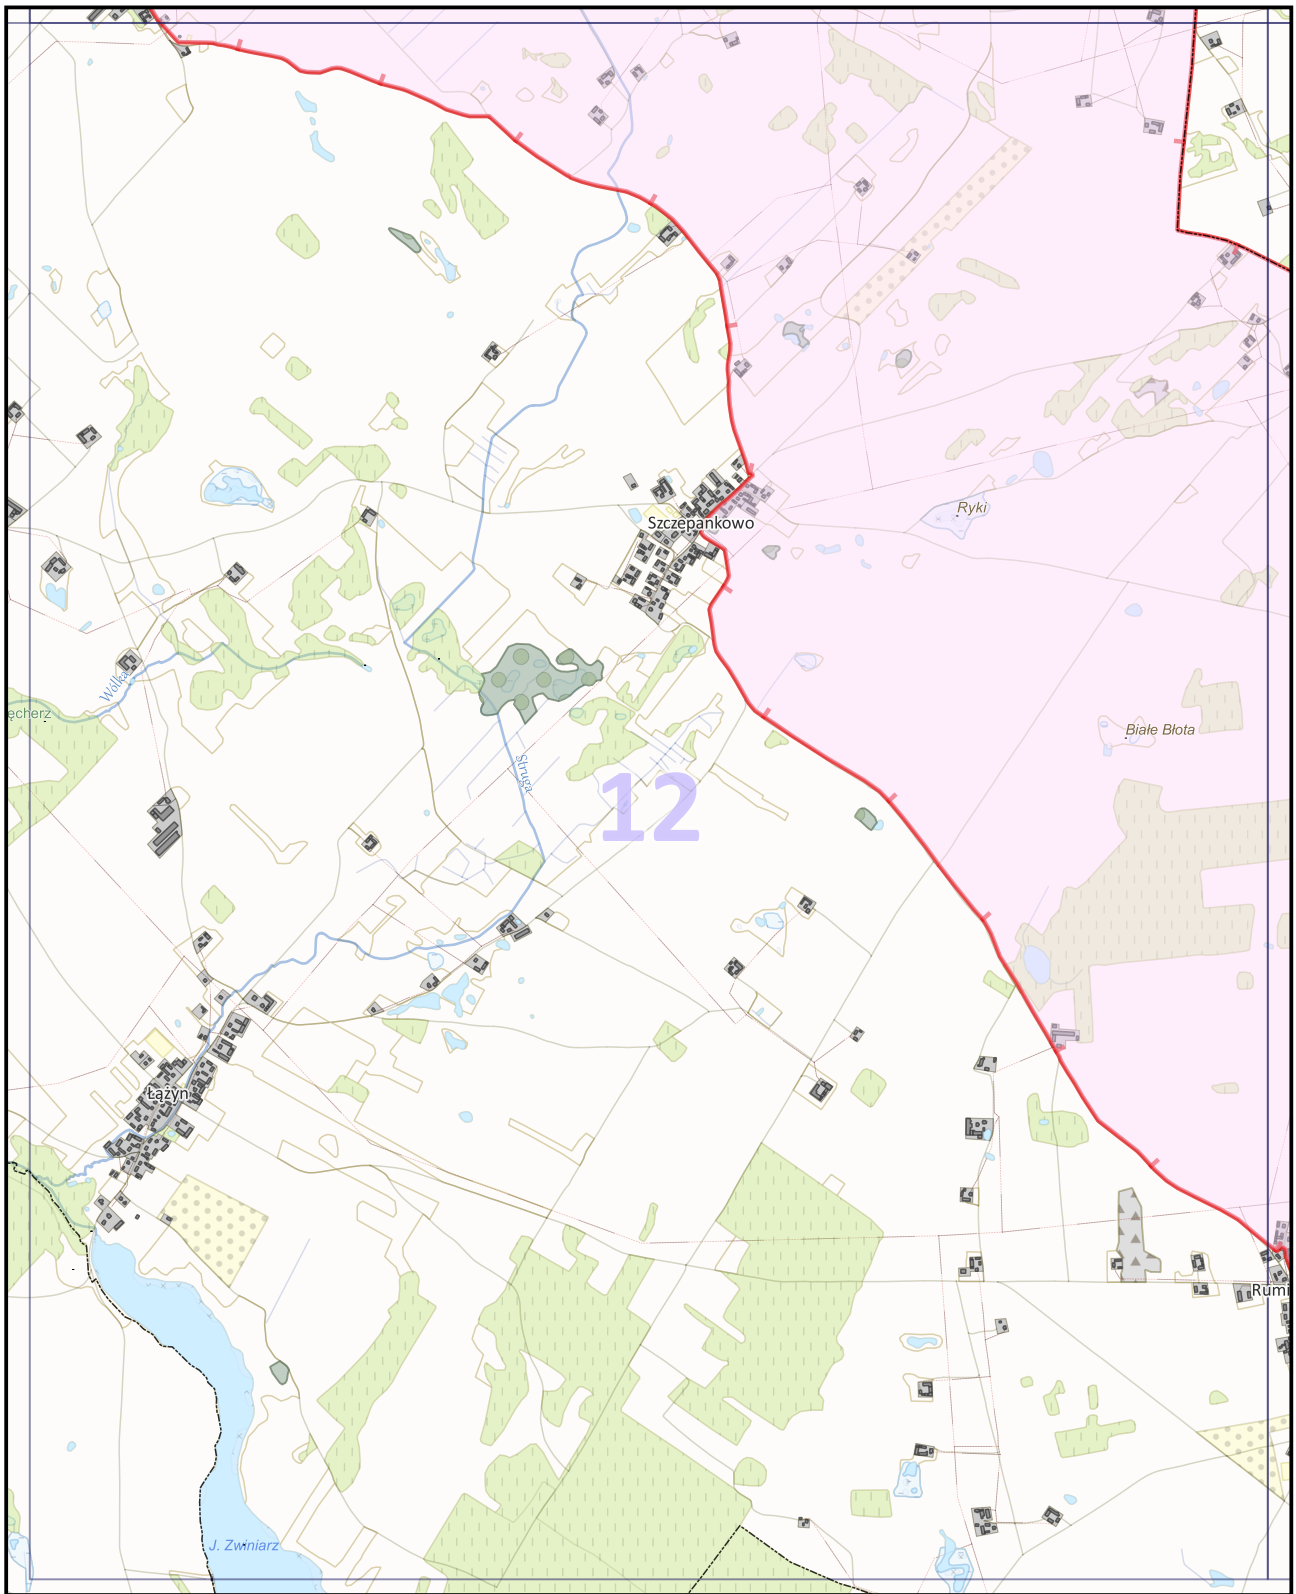 Ryki
Szczepankowo
Wólka
ęcherz
Białe Błota
Struga
12
Łążyn
Rumi
J. Zwiniarz